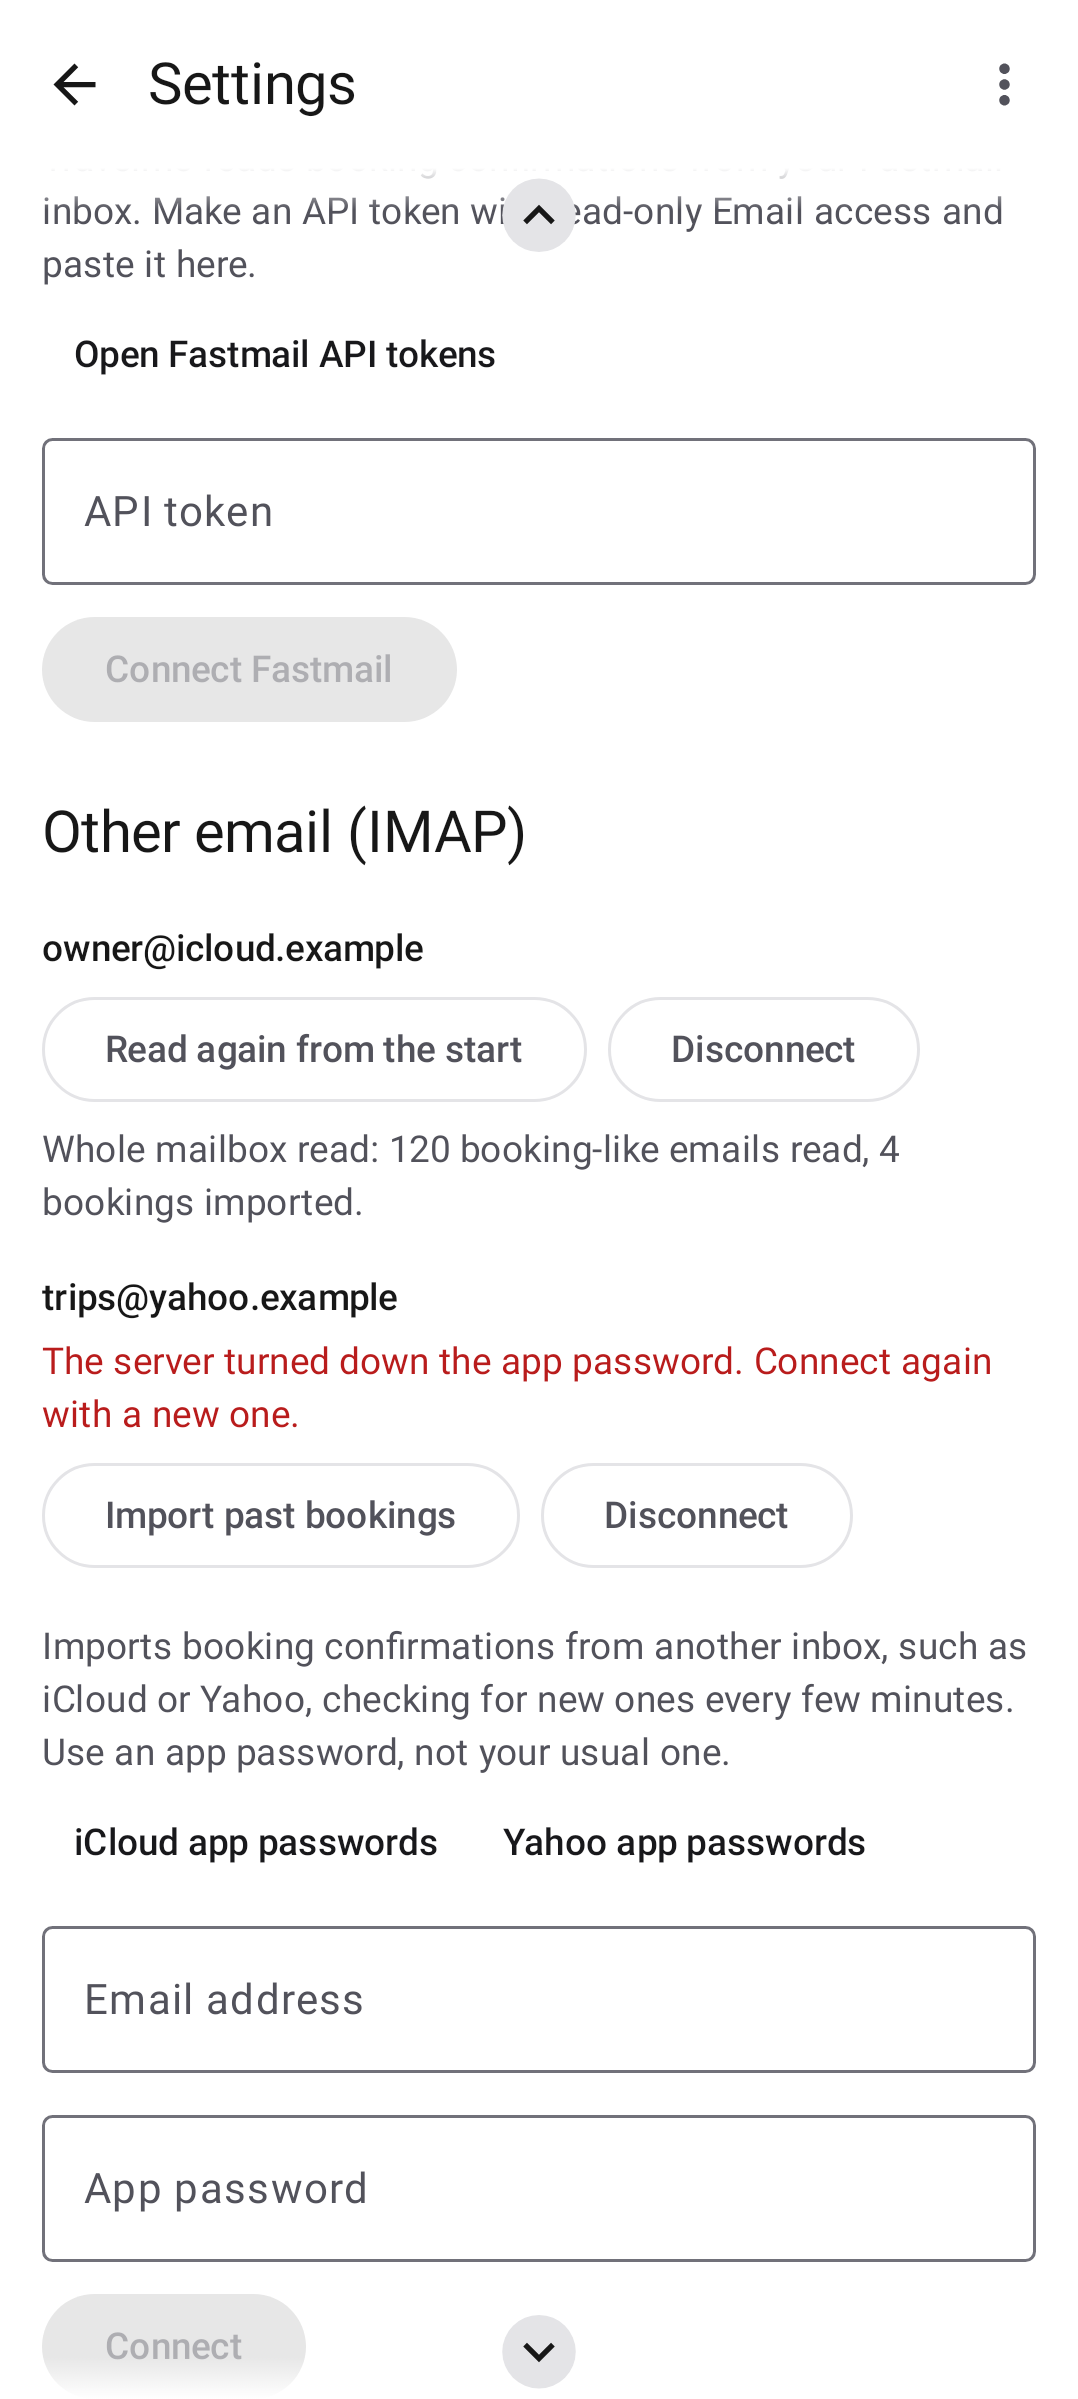 Settings
inbox. Make an API token ead-only Email access and
paste it here.
Open Fastmail API tokens
API token
Connect Fastmail
Other email (IMAP)
owner@icloud.example
Read again from the start
Disconnect
Whole mailbox read: 120 booking-like emails read, 4
bookings imported.
trips@yahoo.example
The server turned down the app password. Connect again
with a new one.
Import past bookings
Disconnect
Imports booking confirmations from another inbox, such as
iCloud or Yahoo, checking for new ones every few minutes.
Use an app password, not your usual one.
iCloud app passwords
Yahoo app passwords
Email address
App password
Connect